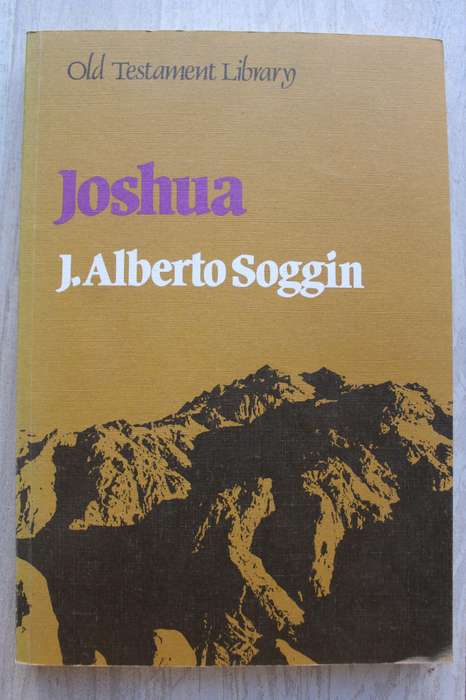 Old Testament Library
Joshua
J. Alberto Soggin